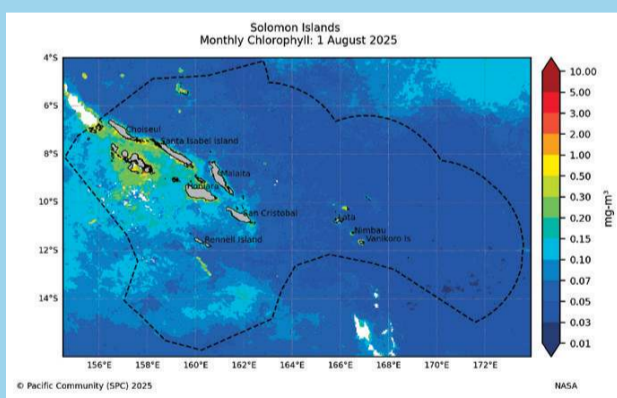 Solomon Islands
Monthly Chlorophyll: 1 August 2025
4°S
6°S
8°S
10°S
12°S
14°S
156°E
158°E
160°E
162°E
164°E
166°E
168°E
170°E
172°E
Choiseul
Santa Isabel Island
Malaita
Honiara
San Cristobal
Rennell Island
Lata
Nimbau
Vanikoro Is
10.00
5.00
3.00
2.00
1.00
0.50
0.30
0.20
0.15
0.10
0.07
0.05
0.03
0.01
mg-m³
© Pacific Community (SPC) 2025
NASA